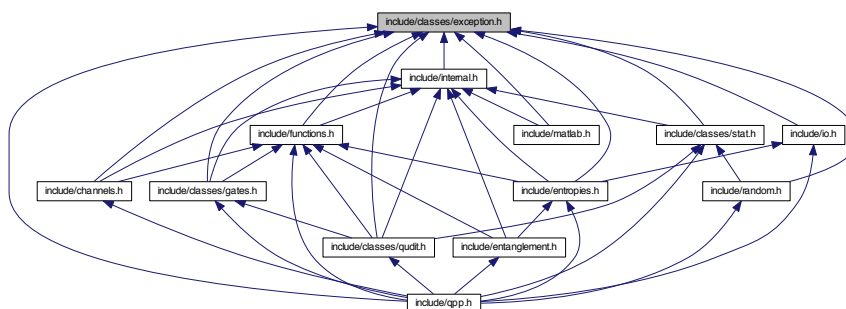 include/classes/exception.h
include/internal.h
include/functions.h
include/matlab.h
include/classes/stat.h
include/io.h
include/channels.h
include/classes/gates.h
include/entropies.h
include/random.h
include/classes/qudit.h
include/entanglement.h
include/qpp.h